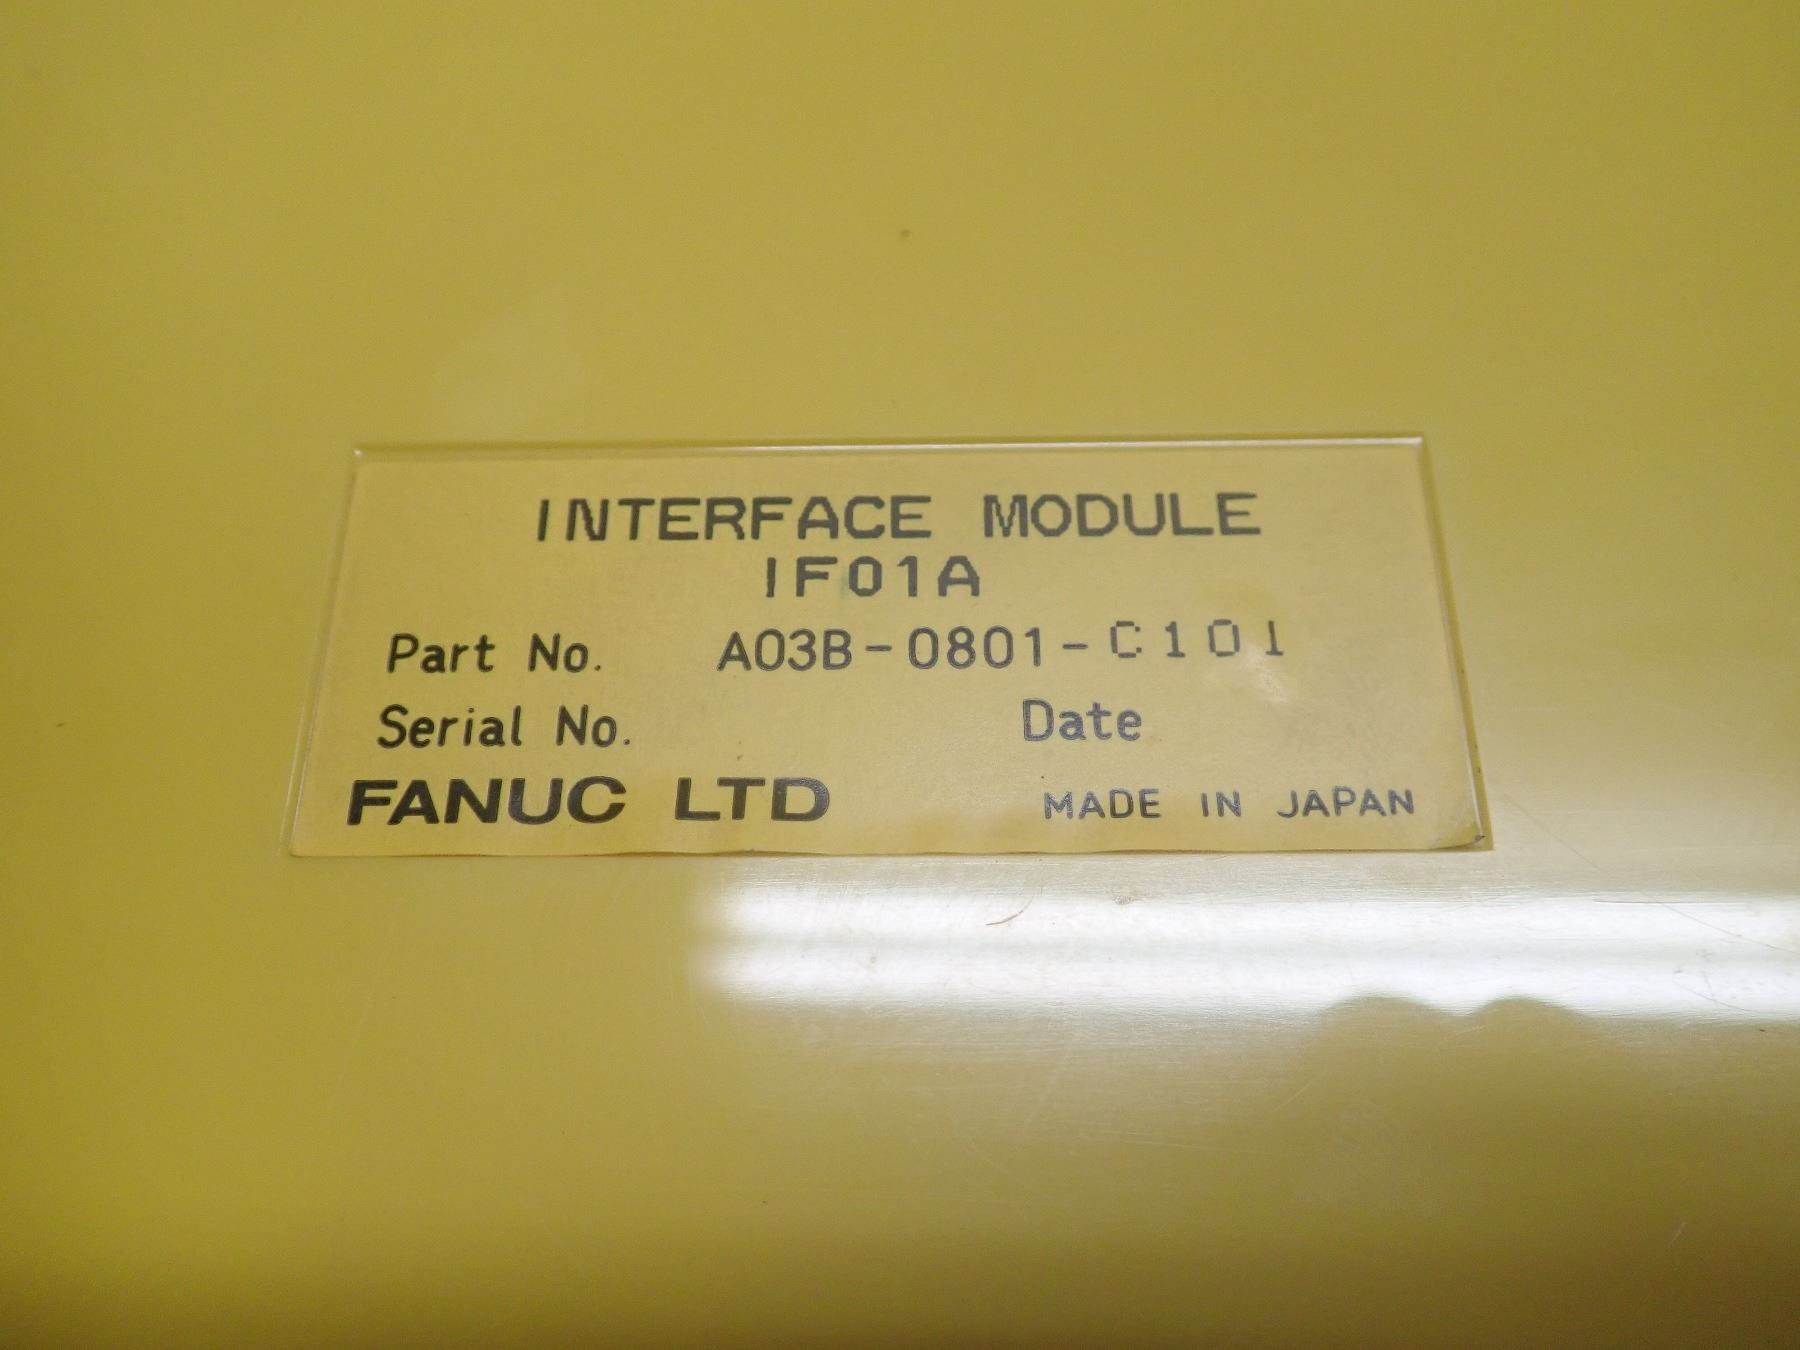 INTERFACE MODULE
IF01A
Part No. A03B-0801-C101
Serial No. Date
FANUC LTD MADE IN JAPAN